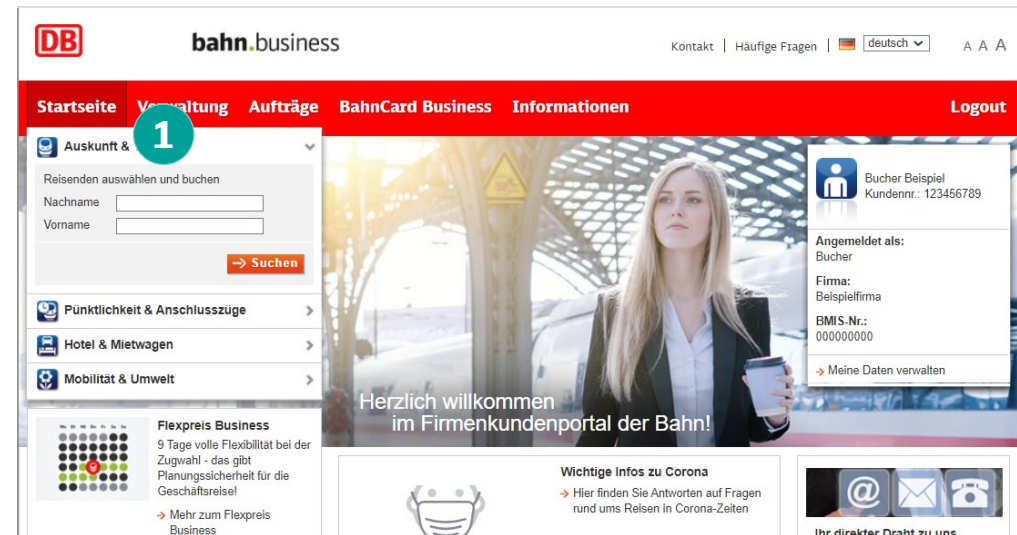 DB
bahn.business
Kontakt | Häufige Fragen | deutsch A A A
Startseite
Aufträge
BahnCard Business
Informationen
Logout
1
Auskunft &
Reisenden auswählen und buchen
Nachname
Vorname
Suchen
Pünktlichkeit & Anschlusszüge
Hotel & Mietwagen
Mobilität & Umwelt
Herzlich willkommen
im Firmenkundenportal der Bahn!
Bucher Beispiel
Kundennr.: 123456789
Angemeldet als:
Bucher
Firma:
Beispielfirma
BMIS-Nr.:
000000000
Meine Daten verwalten
Flexpreis Business
9 Tage volle Flexibilität bei der
Zugwahl - das gibt
Planungssicherheit für die
Geschäftsreise!
Mehr zum Flexpreis
Business
Wichtige Infos zu Corona
Hier finden Sie Antworten auf Fragen
rund ums Reisen in Corona-Zeiten
@
Ihr direkter Draht zu uns